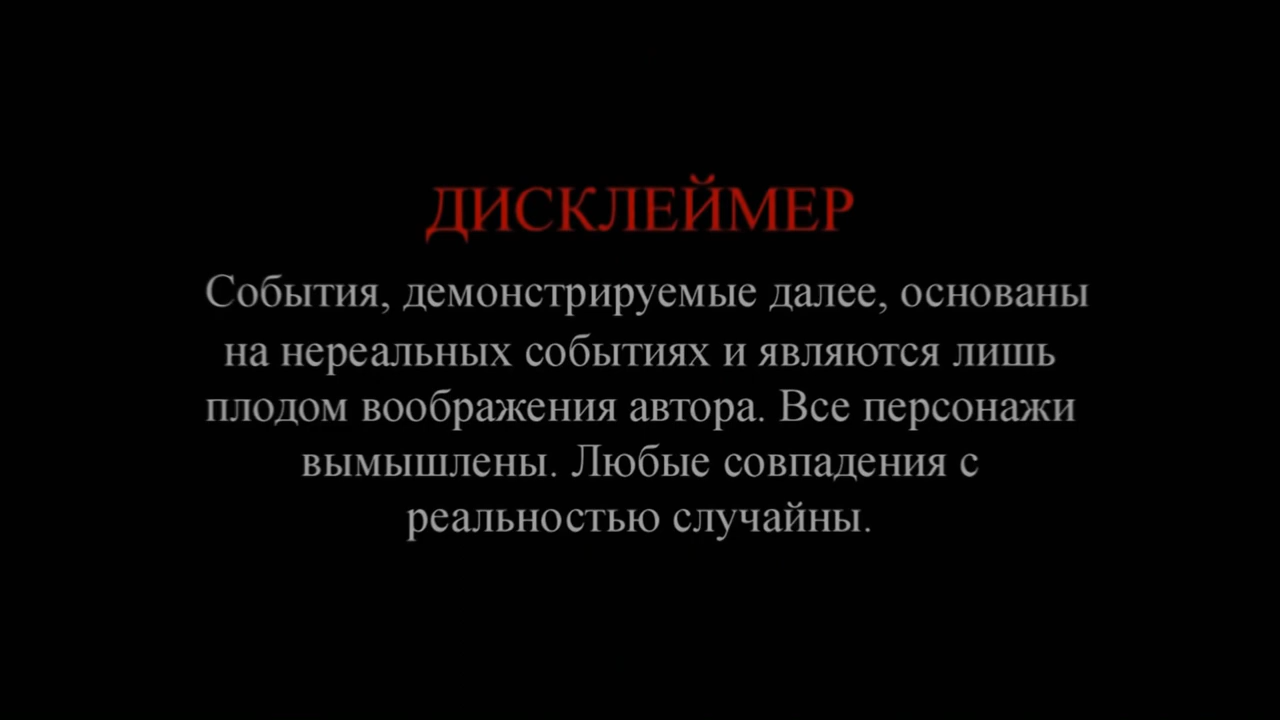 ДИСКЛЕЙМЕР
События, демонстрируемые далее, основаны
на нереальных событиях и являются лишь
плодом воображения автора. Все персонажи
вымышлены. Любые совпадения с
реальностью случайны.